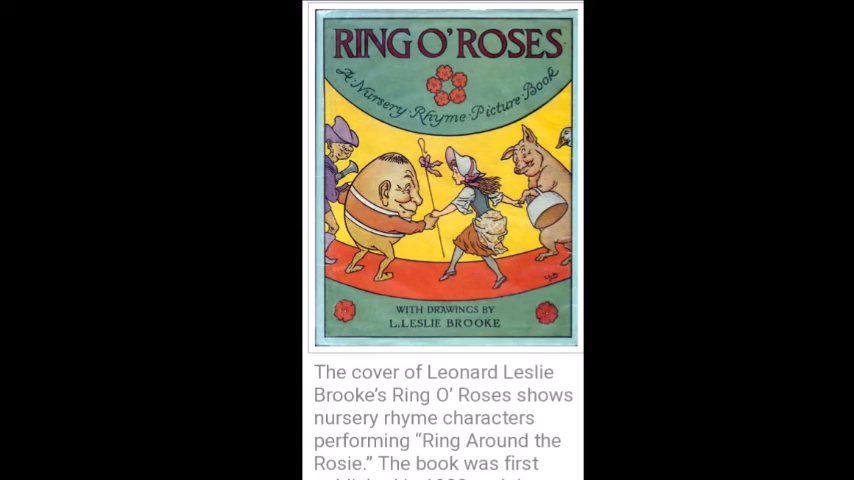 RING O' ROSES
A · Nursery · Rhyme · Picture · Book
WITH DRAWINGS BY
L. LESLIE BROOKE
The cover of Leonard Leslie
Brooke's Ring O' Roses shows
nursery rhyme characters
performing “Ring Around the
Rosie.” The book was first